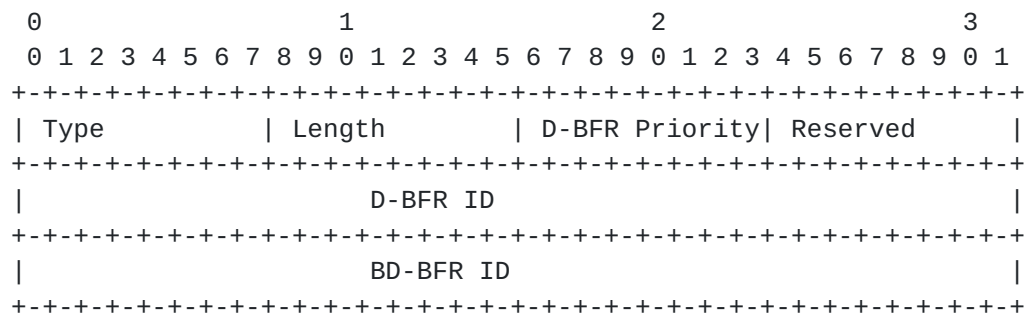 0                   1                   2                   3
 0 1 2 3 4 5 6 7 8 9 0 1 2 3 4 5 6 7 8 9 0 1 2 3 4 5 6 7 8 9 0 1
+-+-+-+-+-+-+-+-+-+-+-+-+-+-+-+-+-+-+-+-+-+-+-+-+-+-+-+-+-+-+-+-+
| Type          | Length        | D-BFR Priority| Reserved      |
+-+-+-+-+-+-+-+-+-+-+-+-+-+-+-+-+-+-+-+-+-+-+-+-+-+-+-+-+-+-+-+-+
|                      D-BFR ID                                 |
+-+-+-+-+-+-+-+-+-+-+-+-+-+-+-+-+-+-+-+-+-+-+-+-+-+-+-+-+-+-+-+-+
|                      BD-BFR ID                                |
+-+-+-+-+-+-+-+-+-+-+-+-+-+-+-+-+-+-+-+-+-+-+-+-+-+-+-+-+-+-+-+-+